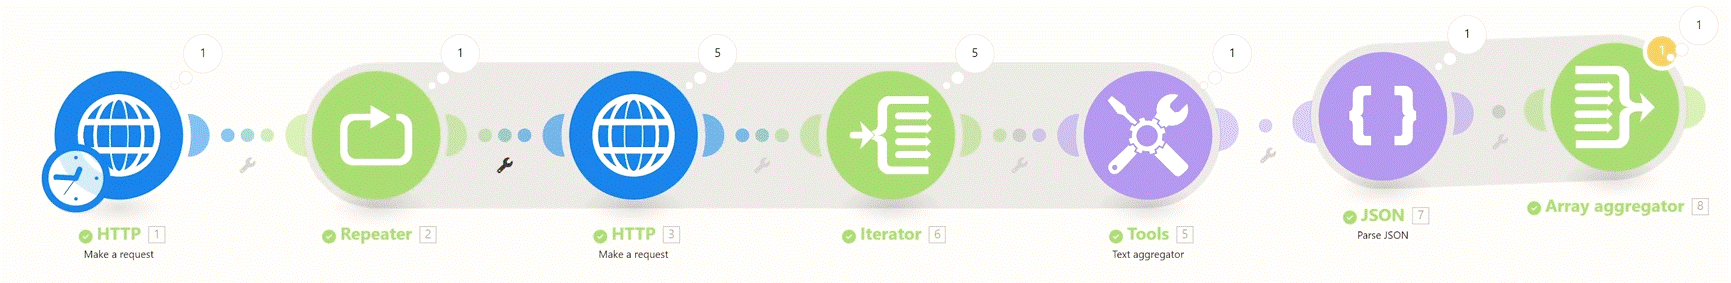 1
1
5
5
1
1
1
1
HTTP 1
Make a request
Repeater 2
HTTP 3
Make a request
Iterator 6
Tools 5
Text aggregator
JSON 7
Parse JSON
Array aggregator 8